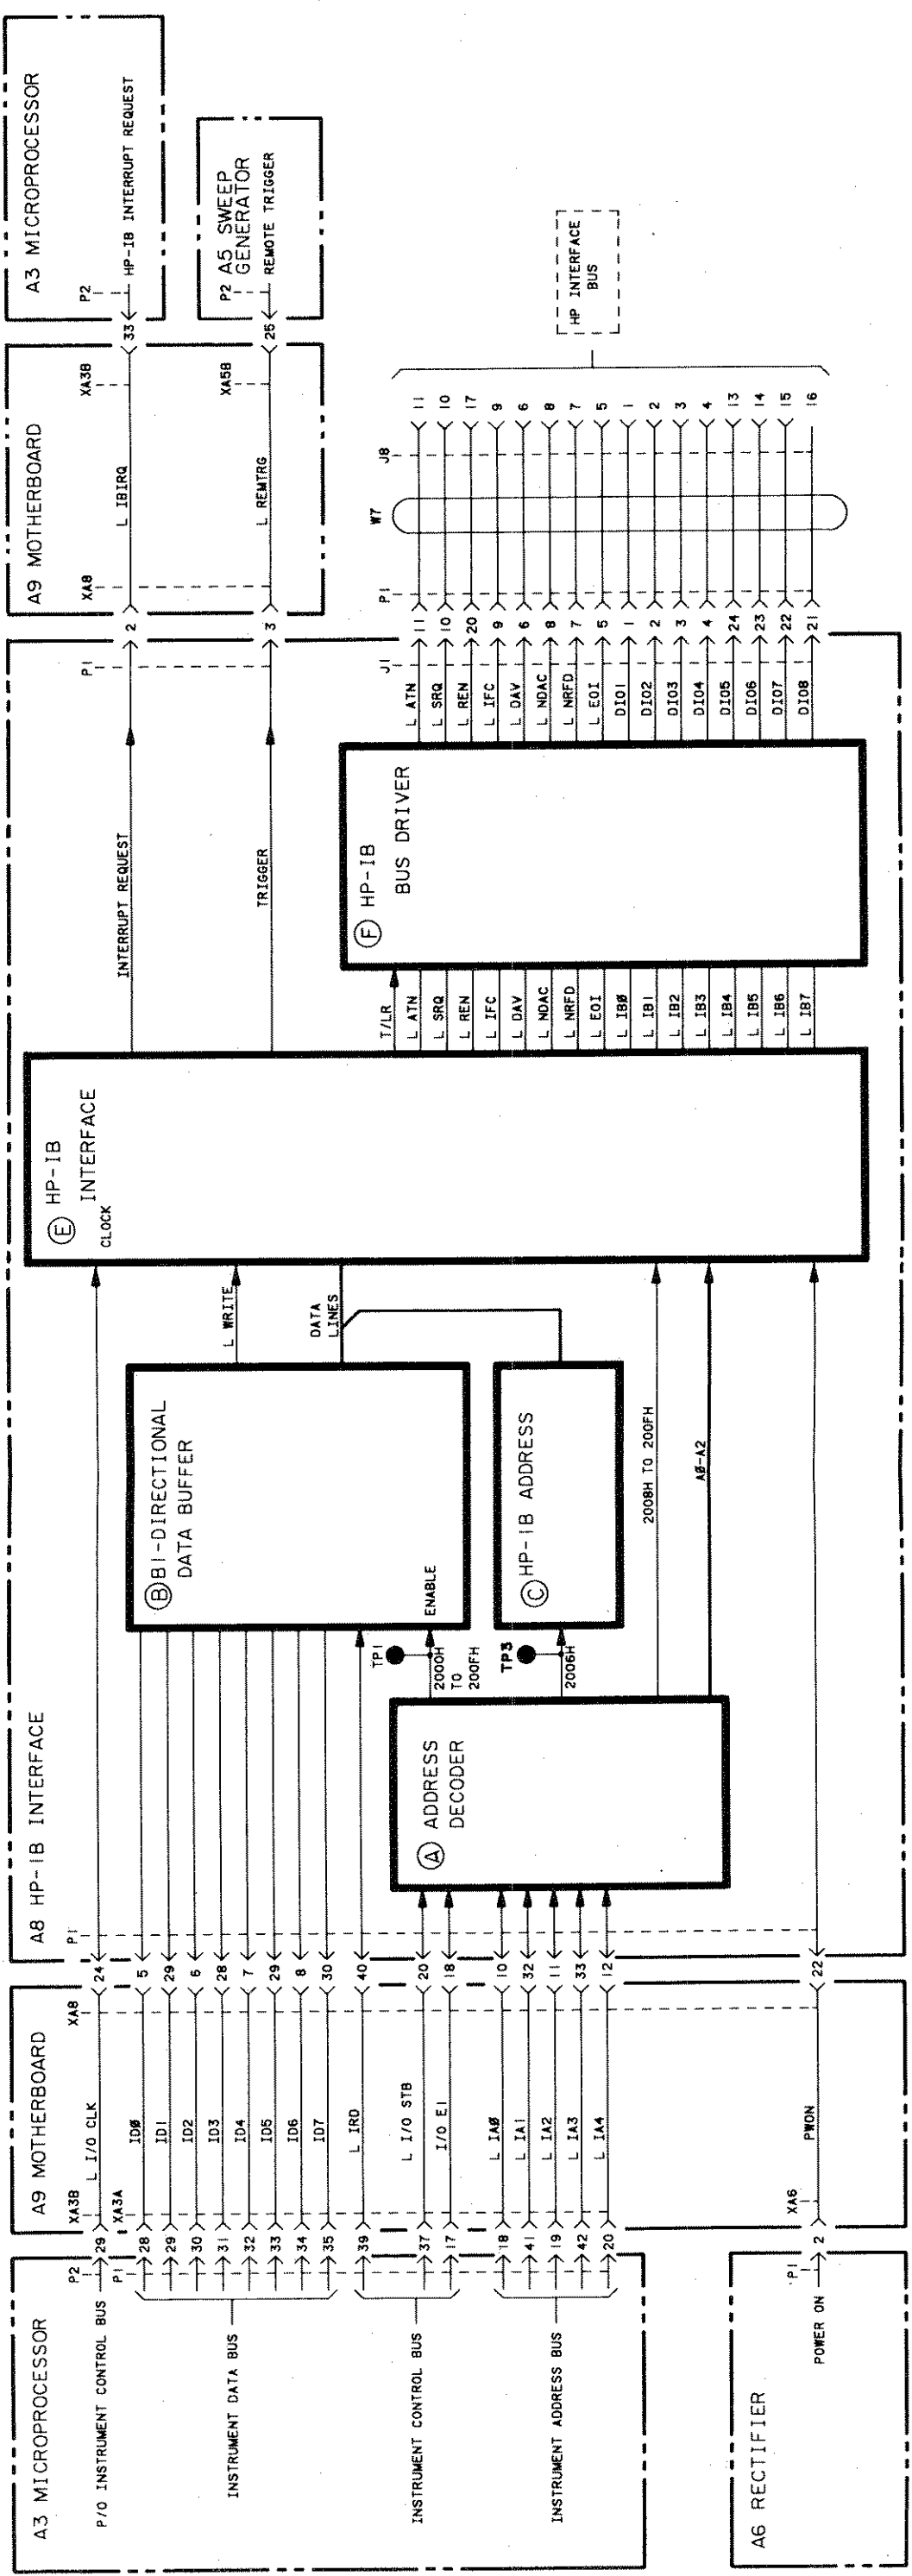 A3 MICROPROCESSOR
P/O INSTRUMENT CONTROL BUS
INSTRUMENT DATA BUS
INSTRUMENT CONTROL BUS
INSTRUMENT ADDRESS BUS
A6 RECTIFIER
POWER ON
P2
29
P1
28
29
30
31
32
33
34
35
39
37
17
18
41
19
42
20
P1
2
A9 MOTHERBOARD
XA3B
XA3A
XA6
XA8
L I/O CLK
IDØ
ID1
ID2
ID3
ID4
ID5
ID6
ID7
L IRD
L I/O STB
I/O E1
L IAØ
L IA1
L IA2
L IA3
L IA4
PWON
24
5
29
6
28
7
29
8
30
40
20
18
10
32
11
33
12
22
A8 HP-IB INTERFACE
P1
A ADDRESS
DECODER
TP1
2000H
TO
200FH
TP3
2006H
B BI-DIRECTIONAL
DATA BUFFER
ENABLE
C HP-IB ADDRESS
2008H TO 200FH
AØ-A2
L WRITE
DATA
LINES
E HP-IB
INTERFACE
CLOCK
INTERRUPT REQUEST
TRIGGER
T/LR
L ATN
L SRQ
L REN
L IFC
L DAV
L NDAC
L NRFD
L EOI
L IBØ
L IB1
L IB2
L IB3
L IB4
L IB5
L IB6
L IB7
F HP-IB
BUS DRIVER
L ATN
L SRQ
L REN
L IFC
L DAV
L NDAC
L NRFD
L EOI
DIO1
DIO2
DIO3
DIO4
DIO5
DIO6
DIO7
DIO8
J1
11
10
20
9
6
8
7
5
1
2
3
4
24
23
22
21
P1
W7
J8
11
10
17
9
6
8
7
5
1
2
3
4
13
14
15
16
HP INTERFACE
BUS
P1
2
3
A9 MOTHERBOARD
XA8
L IBIRQ
L REMTRG
XA3B
XA5B
33
25
A3 MICROPROCESSOR
P2
HP-IB INTERRUPT REQUEST
P2
A5 SWEEP
GENERATOR
REMOTE TRIGGER